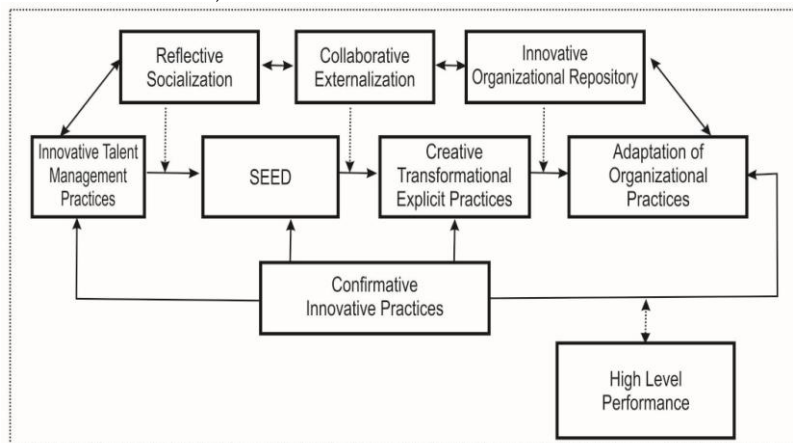 Reflective
Socialization
Collaborative
Externalization
Innovative
Organizational Repository
Innovative Talent
Management
Practices
SEED
Creative
Transformational
Explicit Practices
Adaptation of
Organizational
Practices
Confirmative
Innovative Practices
High Level
Performance